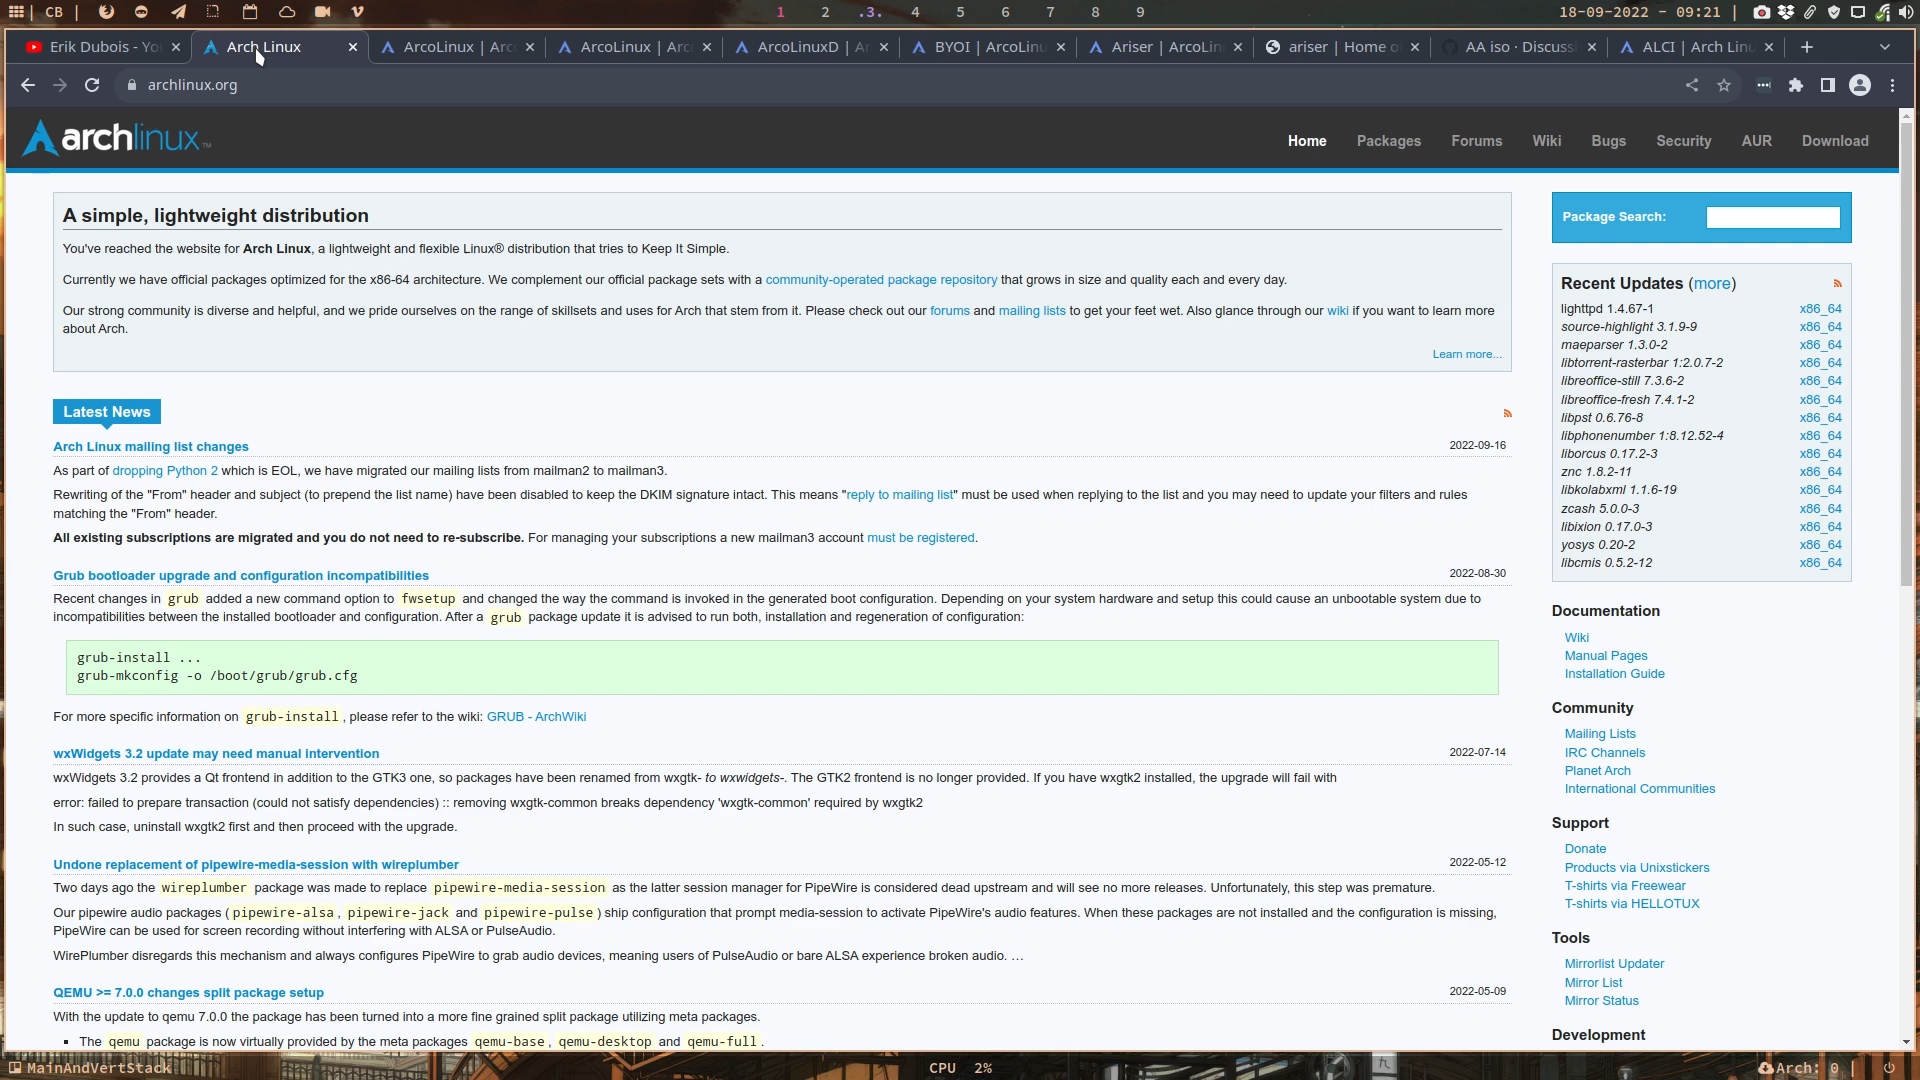 CB
1 2 .3. 4 5 6 7 8 9
18-09-2022 - 09:21
Erik Dubois - Yo
Arch Linux
ArcoLinux | Arc
ArcoLinux | Arc
ArcoLinuxD | Ar
BYOI | ArcoLinu
Ariser | ArcoLin
ariser | Home o
AA iso · Discuss
ALCI | Arch Linu
archlinux.org
archlinux™
Home Packages Forums Wiki Bugs Security AUR Download
A simple, lightweight distribution
You've reached the website for Arch Linux, a lightweight and flexible Linux® distribution that tries to Keep It Simple.
Currently we have official packages optimized for the x86-64 architecture. We complement our official package sets with a community-operated package repository that grows in size and quality each and every day.
Our strong community is diverse and helpful, and we pride ourselves on the range of skillsets and uses for Arch that stem from it. Please check out our forums and mailing lists to get your feet wet. Also glance through our wiki if you want to learn more
about Arch.
Learn more...
Latest News
Arch Linux mailing list changes 2022-09-16
As part of dropping Python 2 which is EOL, we have migrated our mailing lists from mailman2 to mailman3.
Rewriting of the "From" header and subject (to prepend the list name) have been disabled to keep the DKIM signature intact. This means "reply to mailing list" must be used when replying to the list and you may need to update your filters and rules
matching the "From" header.
All existing subscriptions are migrated and you do not need to re-subscribe. For managing your subscriptions a new mailman3 account must be registered.
Grub bootloader upgrade and configuration incompatibilities 2022-08-30
Recent changes in grub added a new command option to fwsetup and changed the way the command is invoked in the generated boot configuration. Depending on your system hardware and setup this could cause an unbootable system due to
incompatibilities between the installed bootloader and configuration. After a grub package update it is advised to run both, installation and regeneration of configuration:
grub-install ...
grub-mkconfig -o /boot/grub/grub.cfg
For more specific information on grub-install, please refer to the wiki: GRUB - ArchWiki
wxWidgets 3.2 update may need manual intervention 2022-07-14
wxWidgets 3.2 provides a Qt frontend in addition to the GTK3 one, so packages have been renamed from wxgtk- to wxwidgets-. The GTK2 frontend is no longer provided. If you have wxgtk2 installed, the upgrade will fail with
error: failed to prepare transaction (could not satisfy dependencies) :: removing wxgtk-common breaks dependency 'wxgtk-common' required by wxgtk2
In such case, uninstall wxgtk2 first and then proceed with the upgrade.
Undone replacement of pipewire-media-session with wireplumber 2022-05-12
Two days ago the wireplumber package was made to replace pipewire-media-session as the latter session manager for PipeWire is considered dead upstream and will see no more releases. Unfortunately, this step was premature.
Our pipewire audio packages (pipewire-alsa, pipewire-jack and pipewire-pulse) ship configuration that prompt media-session to activate PipeWire's audio features. When these packages are not installed and the configuration is missing,
PipeWire can be used for screen recording without interfering with ALSA or PulseAudio.
WirePlumber disregards this mechanism and always configures PipeWire to grab audio devices, meaning users of PulseAudio or bare ALSA experience broken audio. …
QEMU >= 7.0.0 changes split package setup 2022-05-09
With the update to qemu 7.0.0 the package has been turned into a more fine grained split package utilizing meta packages.
▪ The qemu package is now virtually provided by the meta packages qemu-base, qemu-desktop and qemu-full.
Package Search:
Recent Updates (more)
lighttpd 1.4.67-1 x86_64
source-highlight 3.1.9-9 x86_64
maeparser 1.3.0-2 x86_64
libtorrent-rasterbar 1:2.0.7-2 x86_64
libreoffice-still 7.3.6-2 x86_64
libreoffice-fresh 7.4.1-2 x86_64
libpst 0.6.76-8 x86_64
libphonenumber 1:8.12.52-4 x86_64
liborcus 0.17.2-3 x86_64
znc 1.8.2-11 x86_64
libkolabxml 1.1.6-19 x86_64
zcash 5.0.0-3 x86_64
libixion 0.17.0-3 x86_64
yosys 0.20-2 x86_64
libcmis 0.5.2-12 x86_64
Documentation
Wiki
Manual Pages
Installation Guide
Community
Mailing Lists
IRC Channels
Planet Arch
International Communities
Support
Donate
Products via Unixstickers
T-shirts via Freewear
T-shirts via HELLOTUX
Tools
Mirrorlist Updater
Mirror List
Mirror Status
Development
MainAndVertStack
CPU 2%
Arch: 0